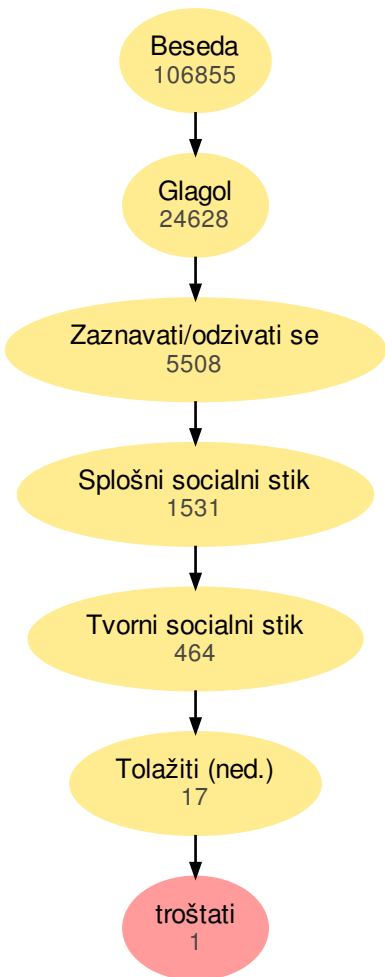 Beseda
106855
Glagol
24628
Zaznavati/odzivati se
5508
Splošni socialni stik
1531
Tvorni socialni stik
464
Tolažiti (ned.)
17
troštati
1